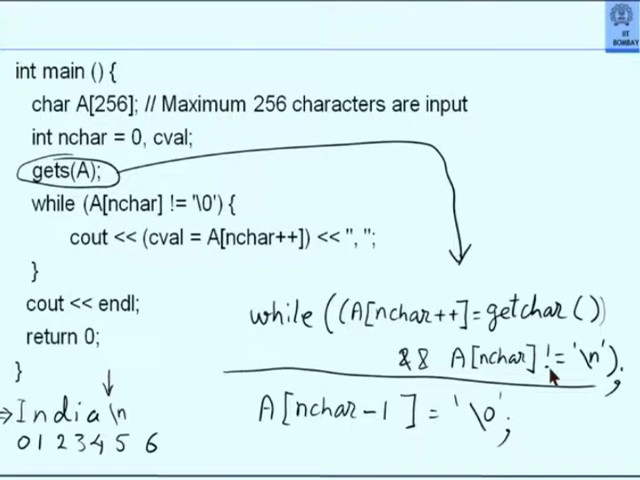 IIT
BOMBAY
int main () {
char A[256]; // Maximum 256 characters are input
int nchar = 0, cval;
gets(A);
while (A[nchar] != '\0') {
cout << (cval = A[nchar++]) << ", ";
}
cout << endl;
return 0;
}
while ((A[nchar++]=getchar())
&& A[nchar] != '\n');
A[nchar-1] = '\0';
⇒ India\n
0 1 2 3 4 5 6